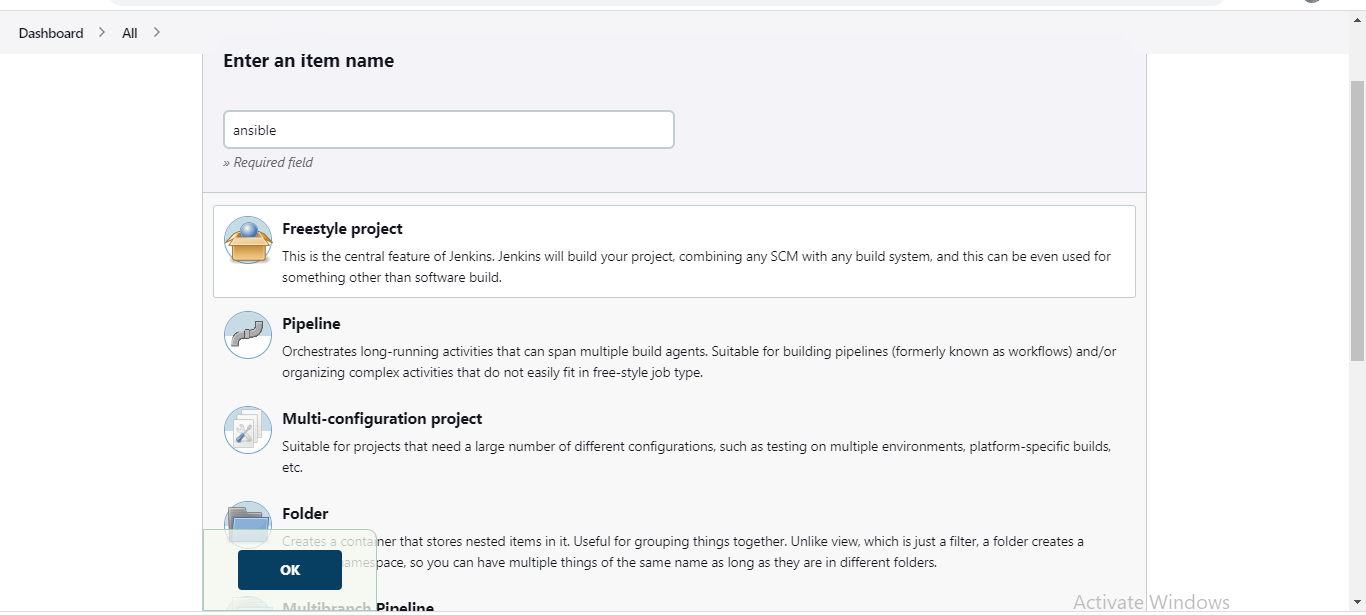 Dashboard > All >
Enter an item name
ansible
» Required field
Freestyle project
This is the central feature of Jenkins. Jenkins will build your project, combining any SCM with any build system, and this can be even used for
something other than software build.
Pipeline
Orchestrates long-running activities that can span multiple build agents. Suitable for building pipelines (formerly known as workflows) and/or
organizing complex activities that do not easily fit in free-style job type.
Multi-configuration project
Suitable for projects that need a large number of different configurations, such as testing on multiple environments, platform-specific builds,
etc.
Folder
Creates a container that stores nested items in it. Useful for grouping things together. Unlike view, which is just a filter, a folder creates a
so you can have multiple things of the same name as long as they are in different folders.
OK
Multibranch Pipeline
Activate Windows